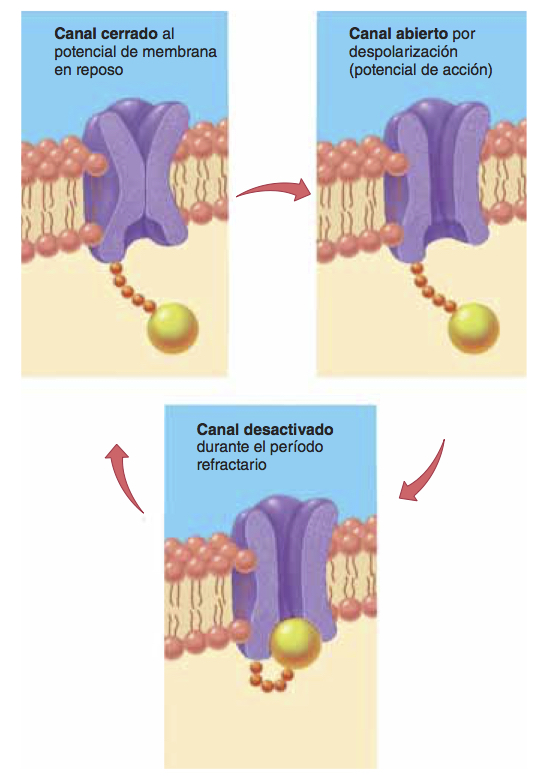 Canal cerrado al
potencial de membrana
en reposo
Canal abierto por
despolarización
(potencial de acción)
Canal desactivado
durante el período
refractario